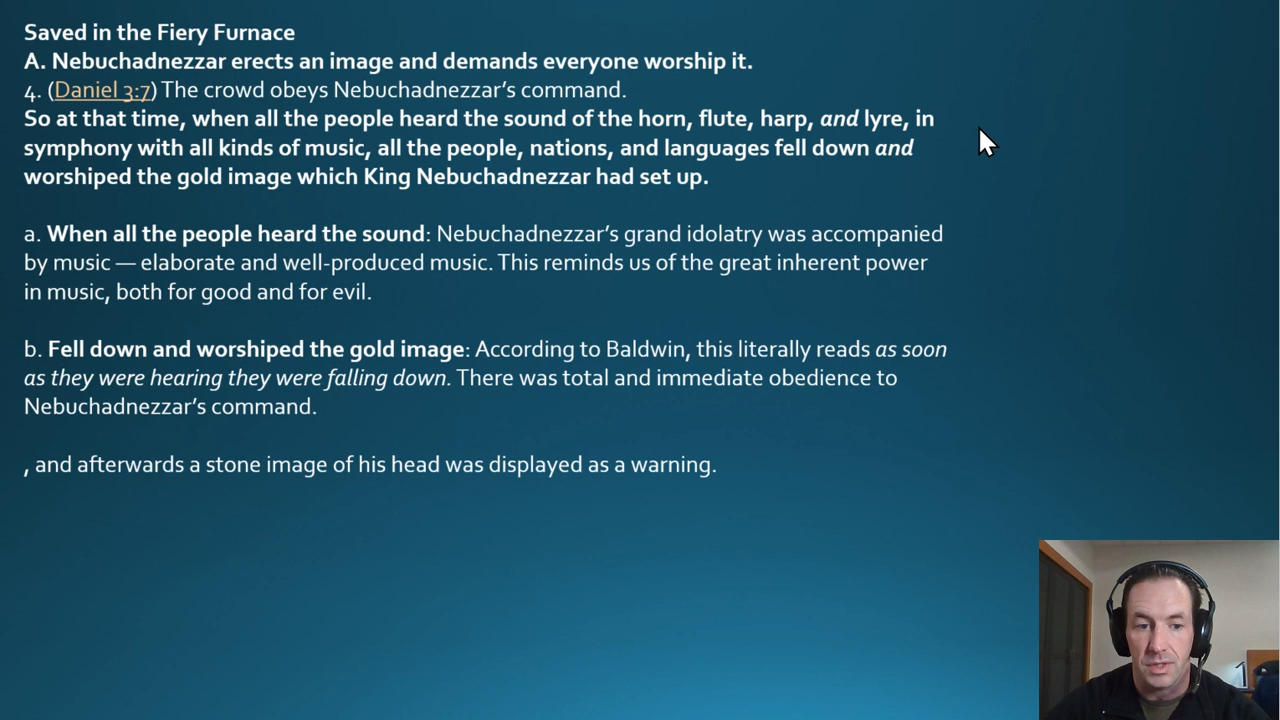 Saved in the Fiery Furnace
A. Nebuchadnezzar erects an image and demands everyone worship it.
4. (Daniel 3:7) The crowd obeys Nebuchadnezzar’s command.
So at that time, when all the people heard the sound of the horn, flute, harp, and lyre, in
symphony with all kinds of music, all the people, nations, and languages fell down and
worshiped the gold image which King Nebuchadnezzar had set up.
a. When all the people heard the sound: Nebuchadnezzar’s grand idolatry was accompanied
by music — elaborate and well-produced music. This reminds us of the great inherent power
in music, both for good and for evil.
b. Fell down and worshiped the gold image: According to Baldwin, this literally reads as soon
as they were hearing they were falling down. There was total and immediate obedience to
Nebuchadnezzar’s command.
, and afterwards a stone image of his head was displayed as a warning.